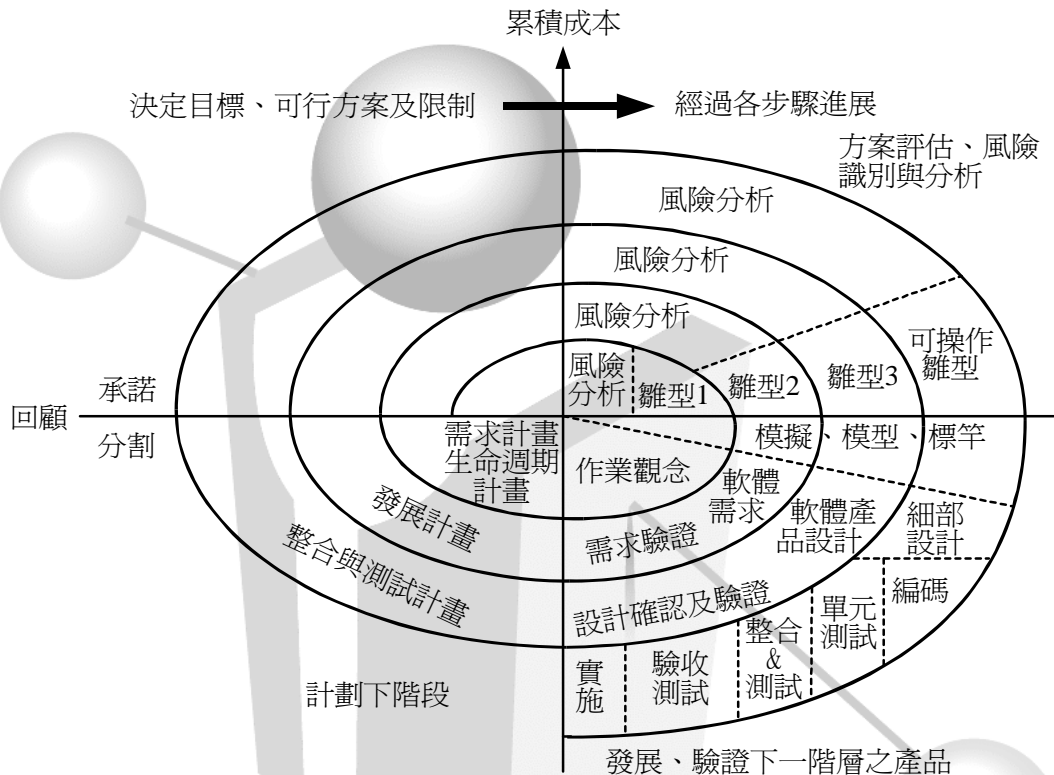 累積成本
決定目標、可行方案及限制
經過各步驟進展
方案評估、風險
識別與分析
風險分析
風險分析
風險分析
風險
分析
雛型1
雛型2
雛型3
可操作
雛型
承諾
回顧
分割
需求計畫
生命週期
計畫
作業觀念
模擬、模型、標竿
軟體
需求
軟體產
品設計
細部
設計
發展計畫
需求驗證
整合與測試計畫
設計確認及驗證
編碼
單元
測試
整合
&
測試
驗收
測試
實
施
計劃下階段
發展、驗證下一階層之產品